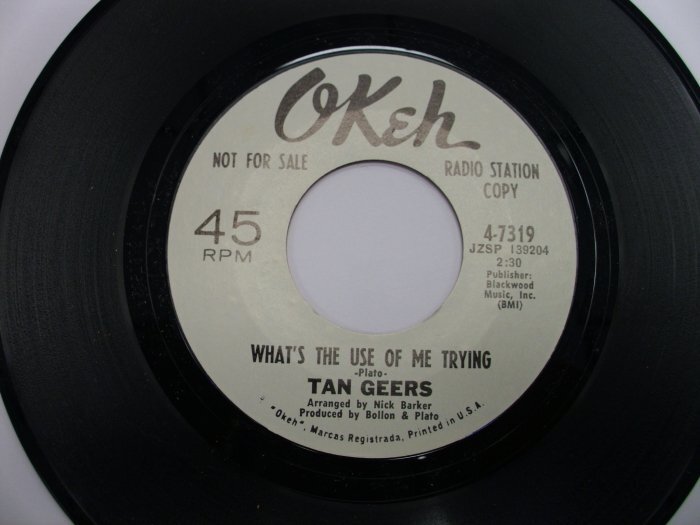 OKeh
NOT FOR SALE
RADIO STATION
COPY
45
RPM
4-7319
JZSP 139204
2:30
Publisher:
Blackwood
Music, Inc.
(BMI)
WHAT'S THE USE OF ME TRYING
-Plato-
TAN GEERS
Arranged by Nick Barker
Produced by Bollon & Plato
"Okeh", Marcas Registrada, Printed in U.S.A.